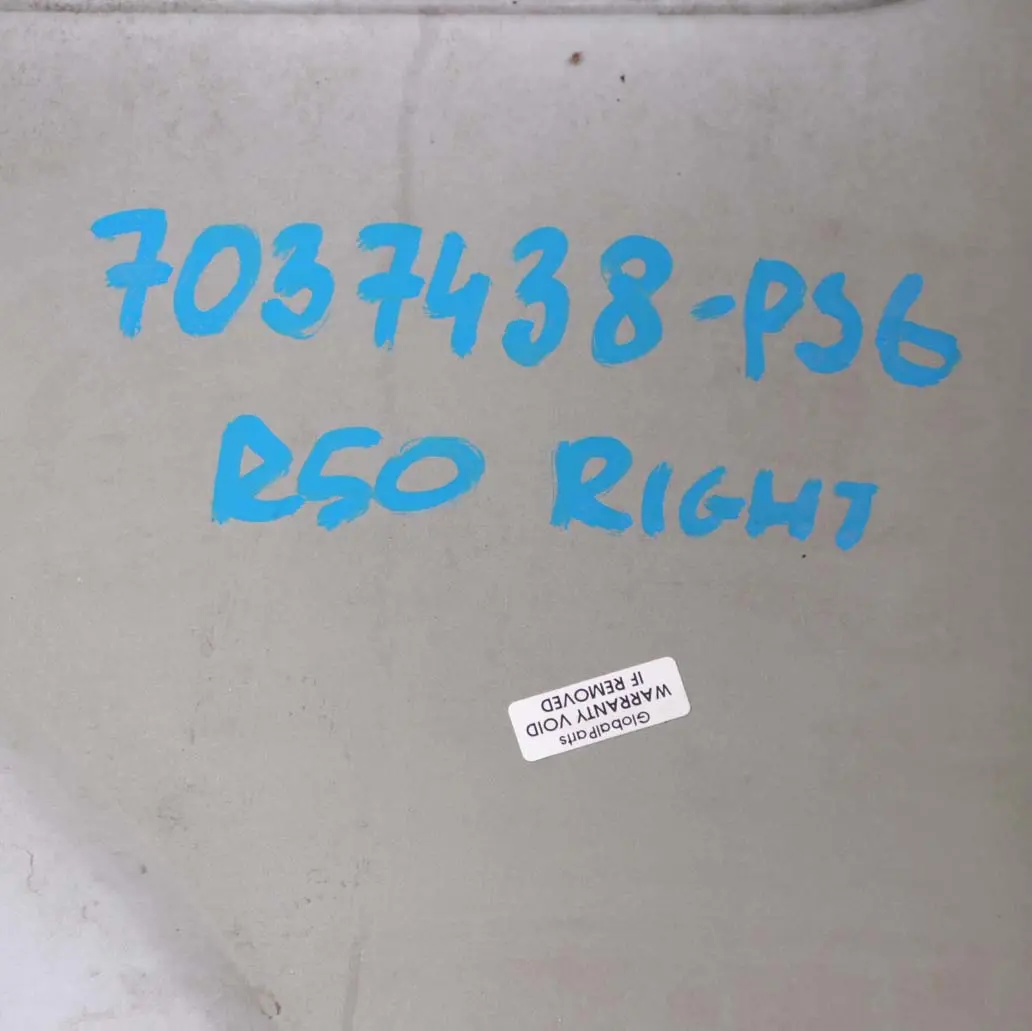 7037438-PS6
R50 RIGHT
GlobalParts
WARRANTY VOID
IF REMOVED